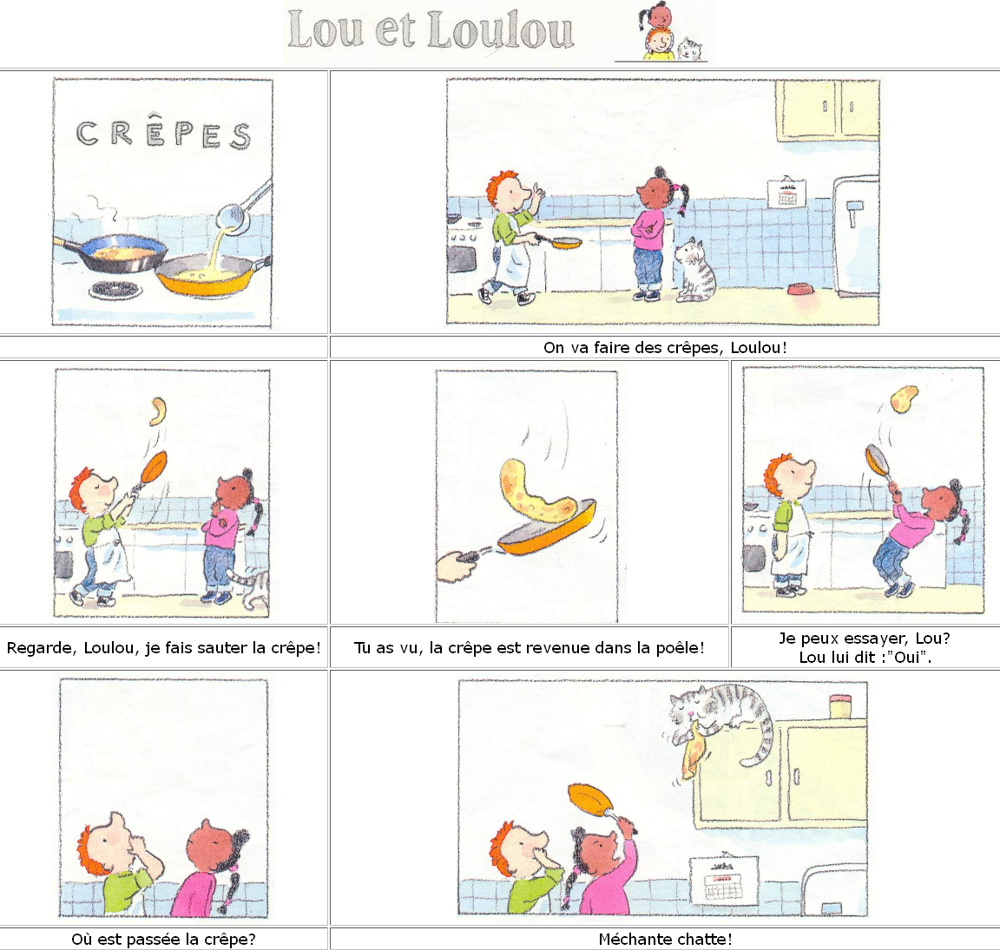 Lou et Loulou
CRÊPES
On va faire des crêpes, Loulou!
Regarde, Loulou, je fais sauter la crêpe!
Tu as vu, la crêpe est revenue dans la poêle!
Je peux essayer, Lou?
Lou lui dit :"Oui".
Où est passée la crêpe?
Méchante chatte!